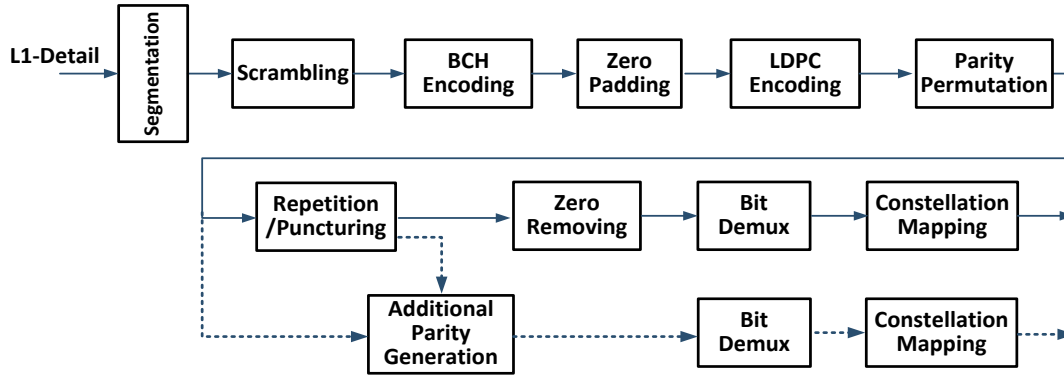 L1-Detail
Segmentation
Scrambling
BCH
Encoding
Zero
Padding
LDPC
Encoding
Parity
Permutation
Repetition
/Puncturing
Zero
Removing
Bit
Demux
Constellation
Mapping
Additional
Parity
Generation
Bit
Demux
Constellation
Mapping